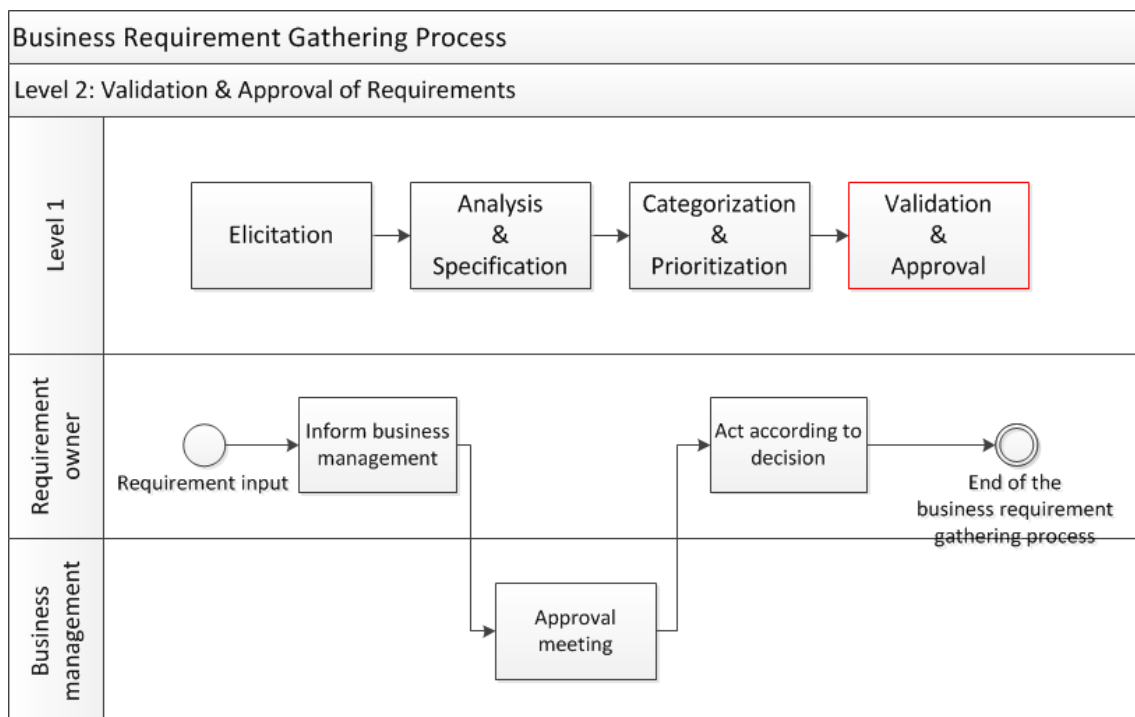 Business Requirement Gathering Process
Level 2: Validation & Approval of Requirements
Level 1
Elicitation
Analysis
&
Specification
Categorization
&
Prioritization
Validation
&
Approval
Requirement
owner
Requirement input
Inform business
management
Act according to
decision
End of the
business requirement
gathering process
Business
management
Approval
meeting